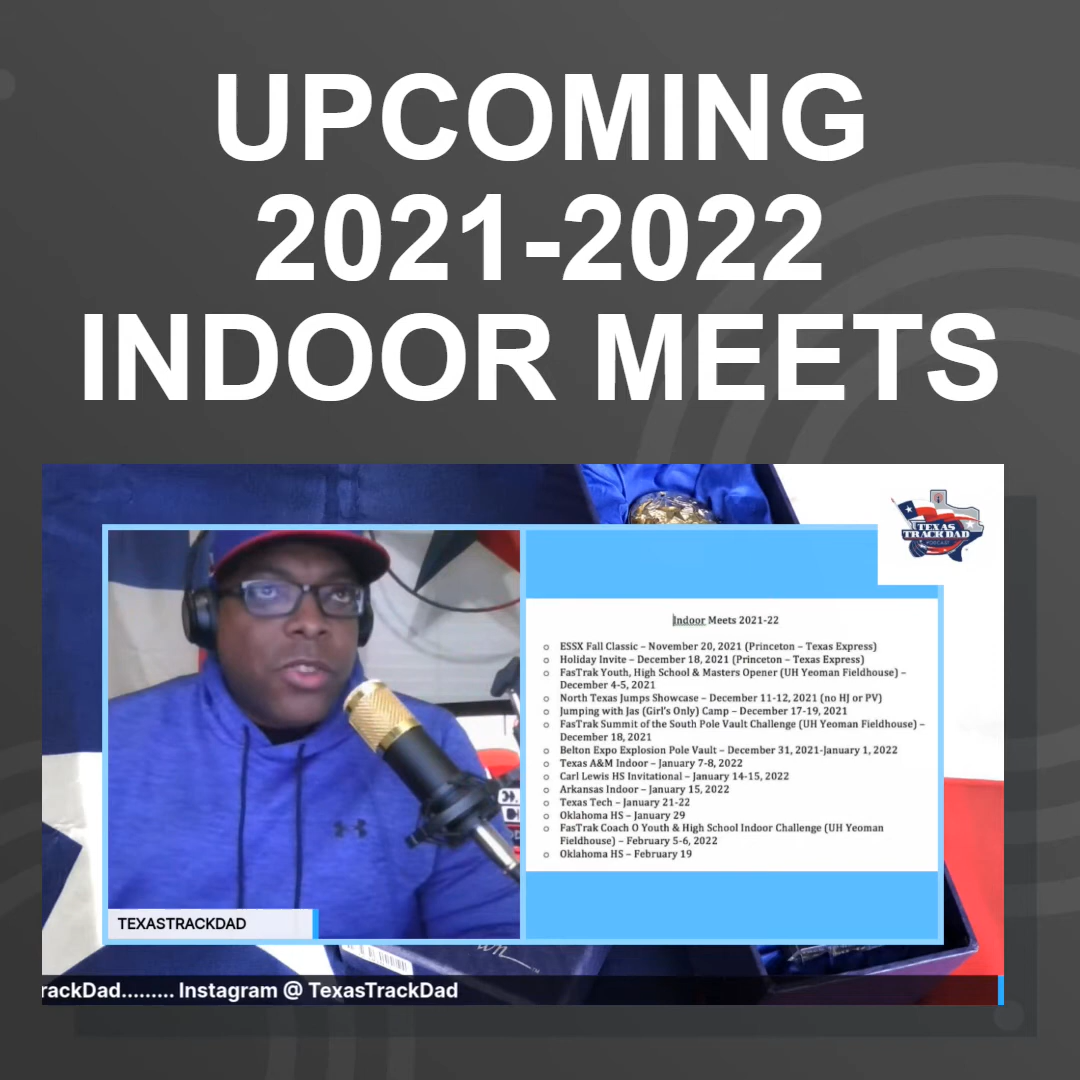 UPCOMING
2021-2022
INDOOR MEETS
TEXAS
TRACK DAD
PODCAST
Indoor Meets 2021-22
o ESSX Fall Classic – November 20, 2021 (Princeton – Texas Express)
o Holiday Invite – December 18, 2021 (Princeton – Texas Express)
o FasTrak Youth, High School & Masters Opener (UH Yeoman Fieldhouse) –
December 4-5, 2021
o North Texas Jumps Showcase – December 11-12, 2021 (no HJ or PV)
o Jumping with Jas (Girl's Only) Camp – December 17-19, 2021
o FasTrak Summit of the South Pole Vault Challenge (UH Yeoman Fieldhouse) –
December 18, 2021
o Belton Expo Explosion Pole Vault – December 31, 2021-January 1, 2022
o Texas A&M Indoor – January 7-8, 2022
o Carl Lewis HS Invitational – January 14-15, 2022
o Arkansas Indoor – January 15, 2022
o Texas Tech – January 21-22
o Oklahoma HS – January 29
o FasTrak Coach O Youth & High School Indoor Challenge (UH Yeoman
Fieldhouse) – February 5-6, 2022
o Oklahoma HS – February 19
TEXASTRACKDAD
rackDad......... Instagram @ TexasTrackDad